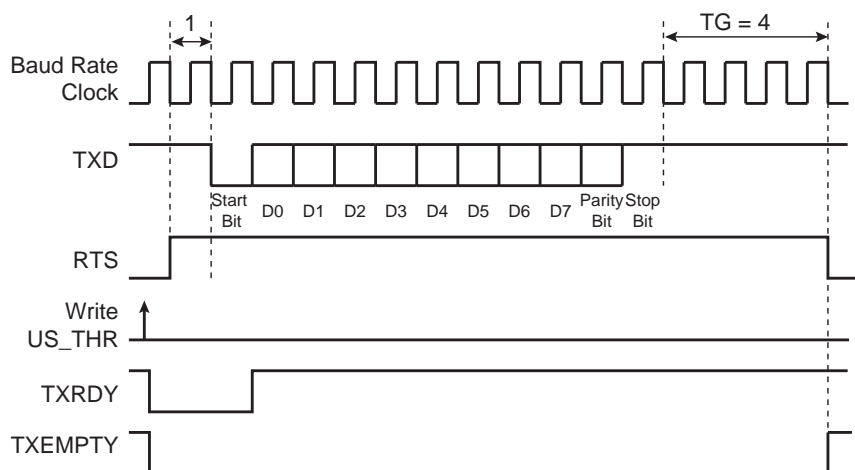 1
TG = 4
Baud Rate
Clock
TXD
Start
Bit
D0
D1
D2
D3
D4
D5
D6
D7
Parity
Bit
Stop
Bit
RTS
Write
US_THR
TXRDY
TXEMPTY